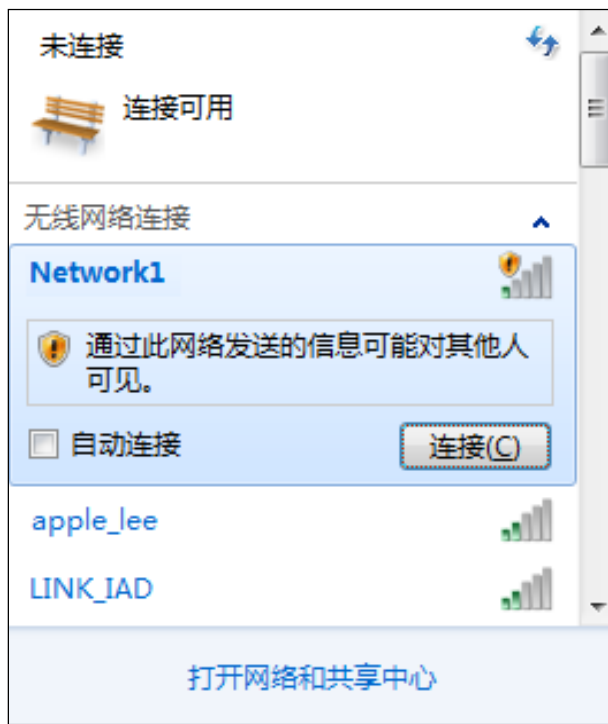 未连接
连接可用
无线网络连接
Network1
通过此网络发送的信息可能对其他人
可见。
自动连接
连接(C)
apple_lee
LINK_IAD
打开网络和共享中心